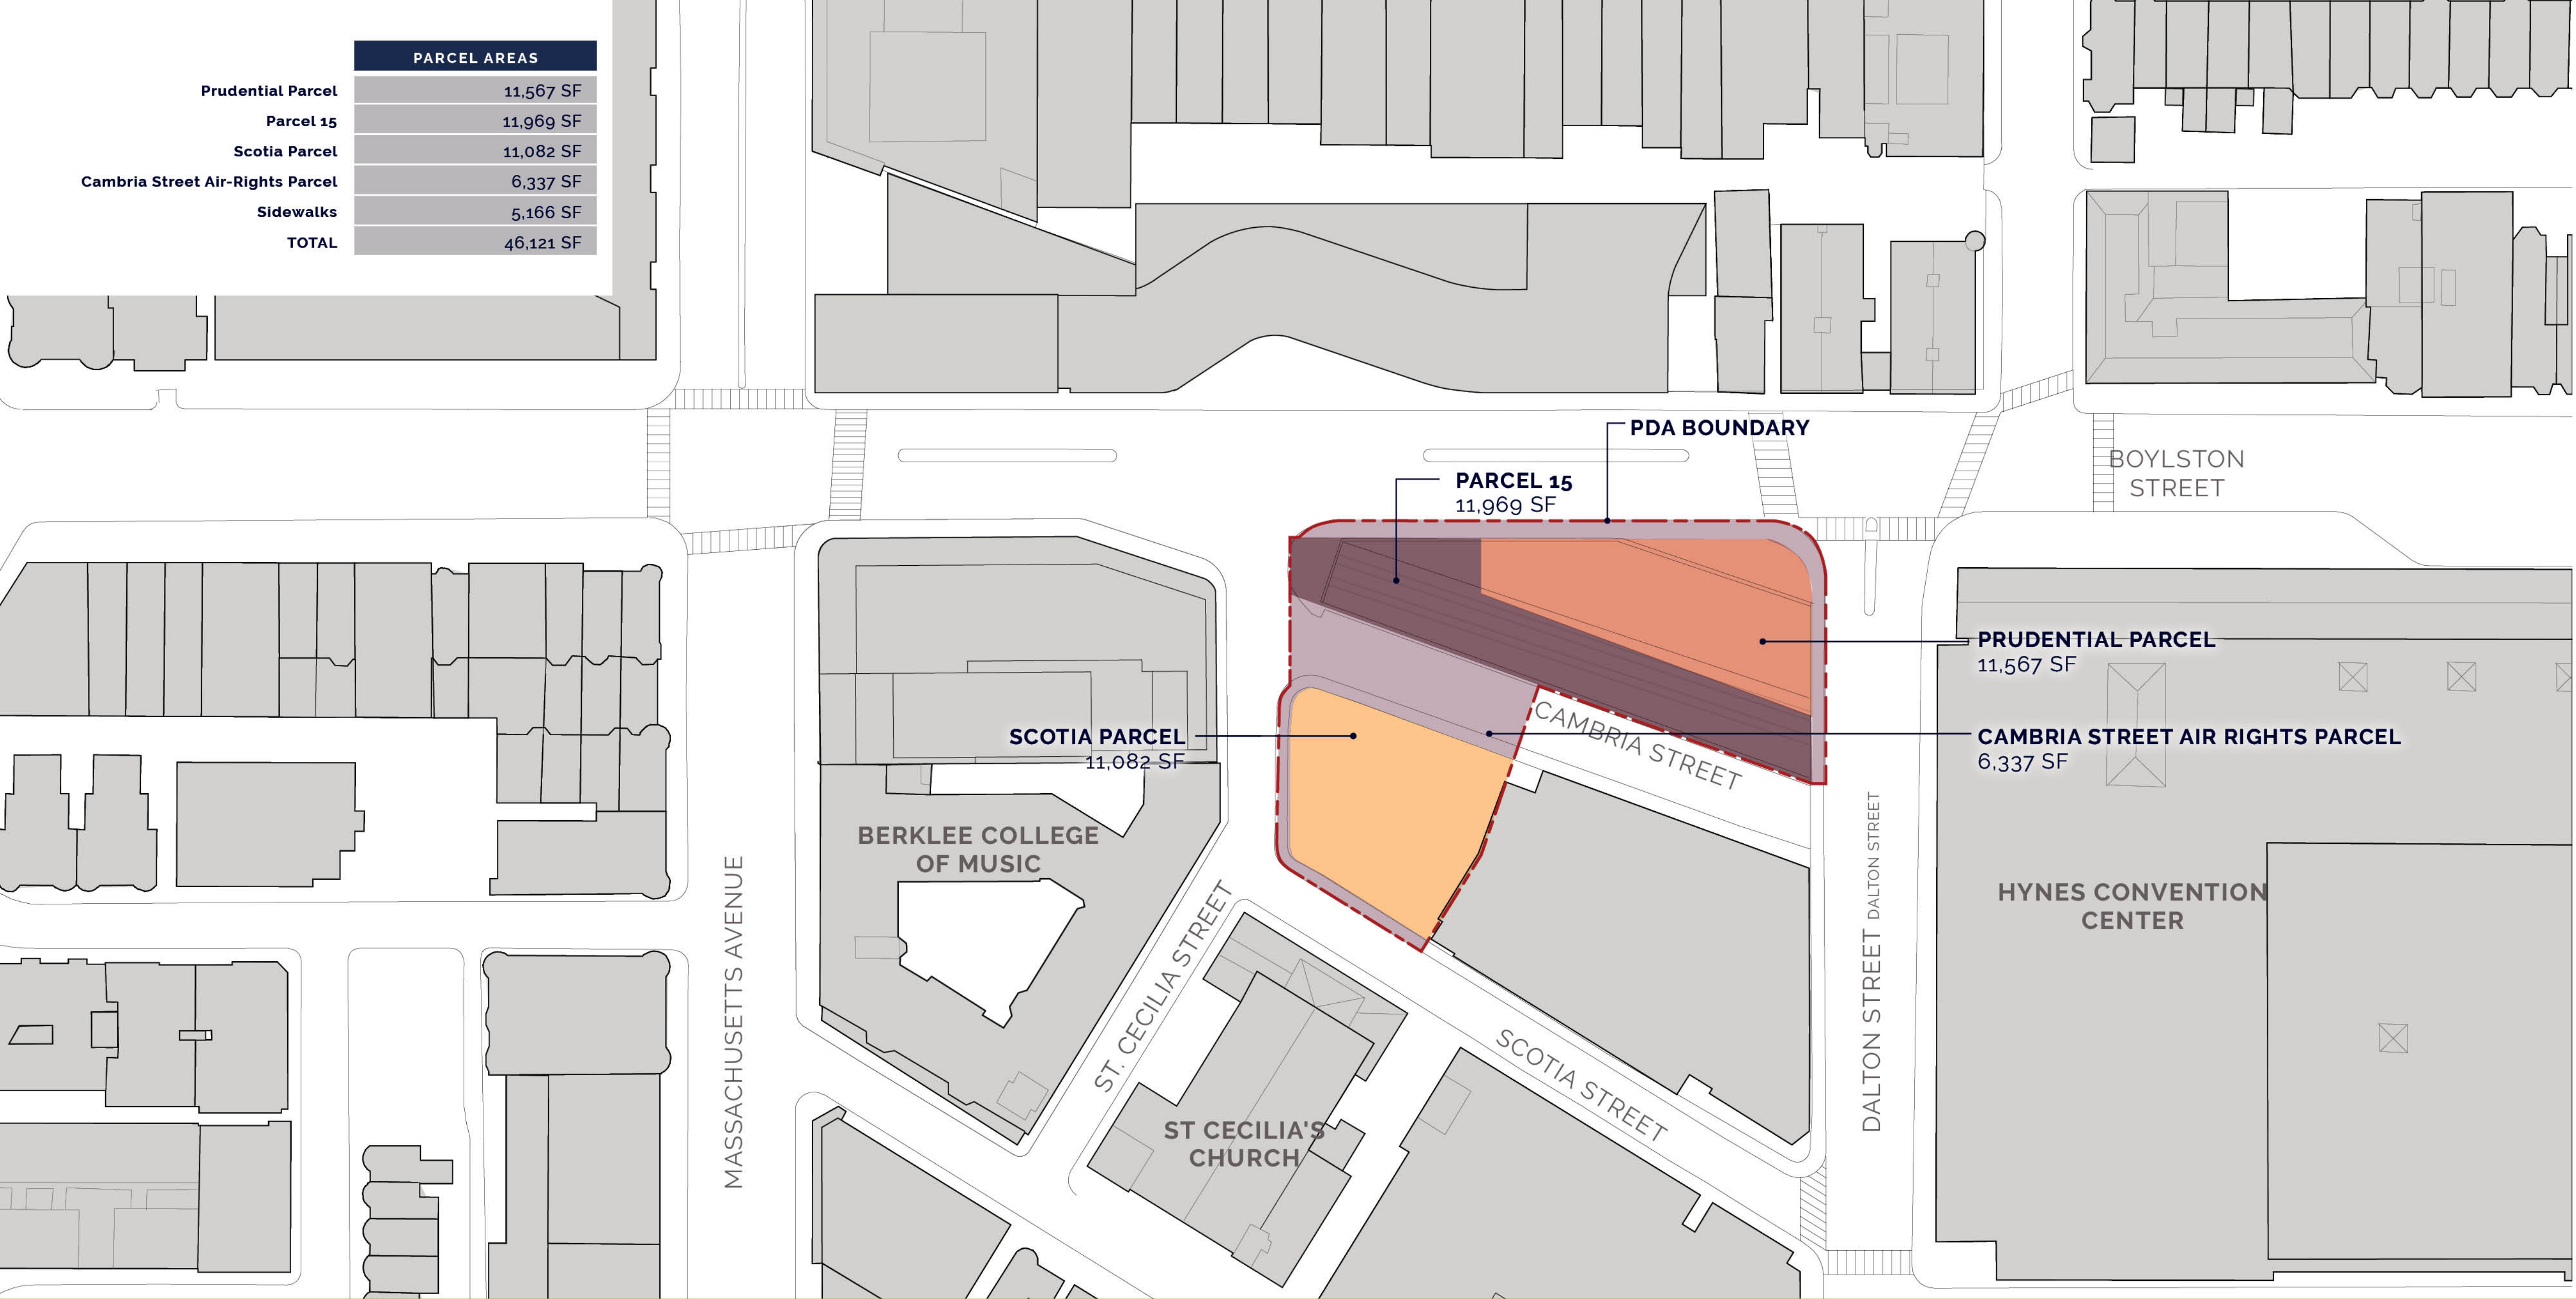 PARCEL AREAS
Prudential Parcel 11,567 SF
Parcel 15 11,969 SF
Scotia Parcel 11,082 SF
Cambria Street Air-Rights Parcel 6,337 SF
Sidewalks 5,166 SF
TOTAL 46,121 SF
PDA BOUNDARY
BOYLSTON
STREET
PARCEL 15
11,969 SF
PRUDENTIAL PARCEL
11,567 SF
SCOTIA PARCEL
11,082 SF
CAMBRIA STREET
CAMBRIA STREET AIR RIGHTS PARCEL
6,337 SF
BERKLEE COLLEGE
OF MUSIC
HYNES CONVENTION
CENTER
MASSACHUSETTS AVENUE
ST. CECILIA STREET
DALTON STREET
DALTON STREET
SCOTIA STREET
ST CECILIA'S
CHURCH